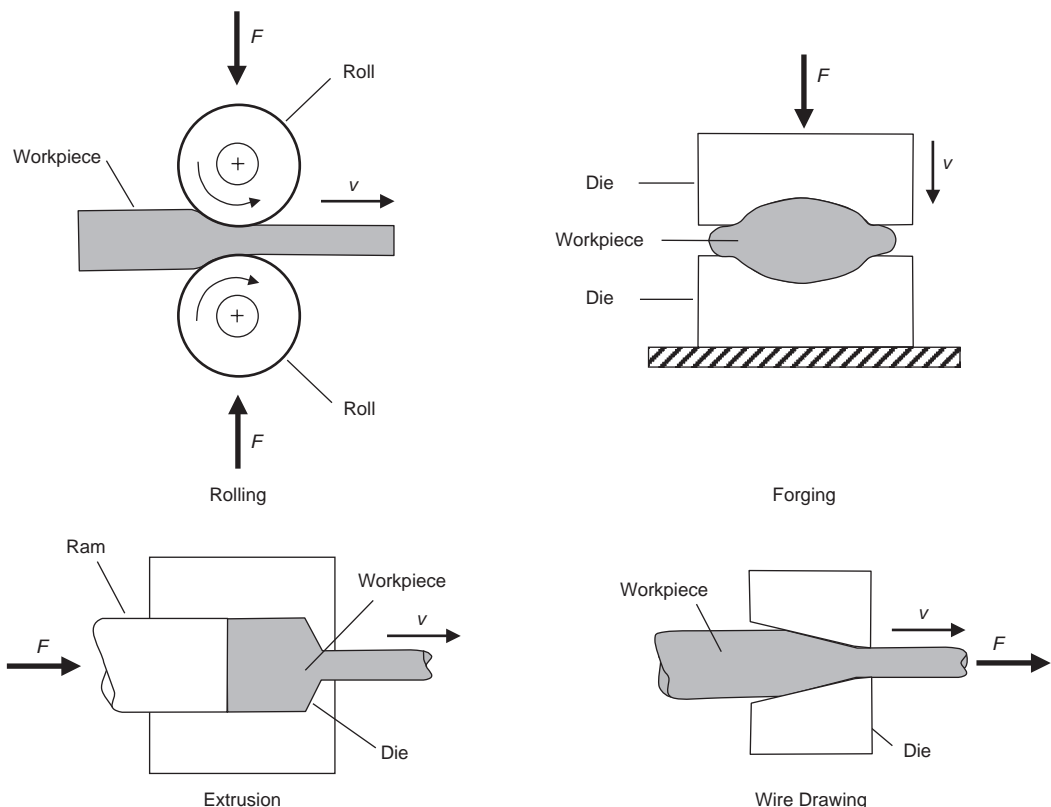 F
Roll
Workpiece
v
Roll
F
Rolling
F
v
Die
Workpiece
Die
Forging
Ram
Workpiece
v
F
Die
Extrusion
Workpiece
v
F
Die
Wire Drawing